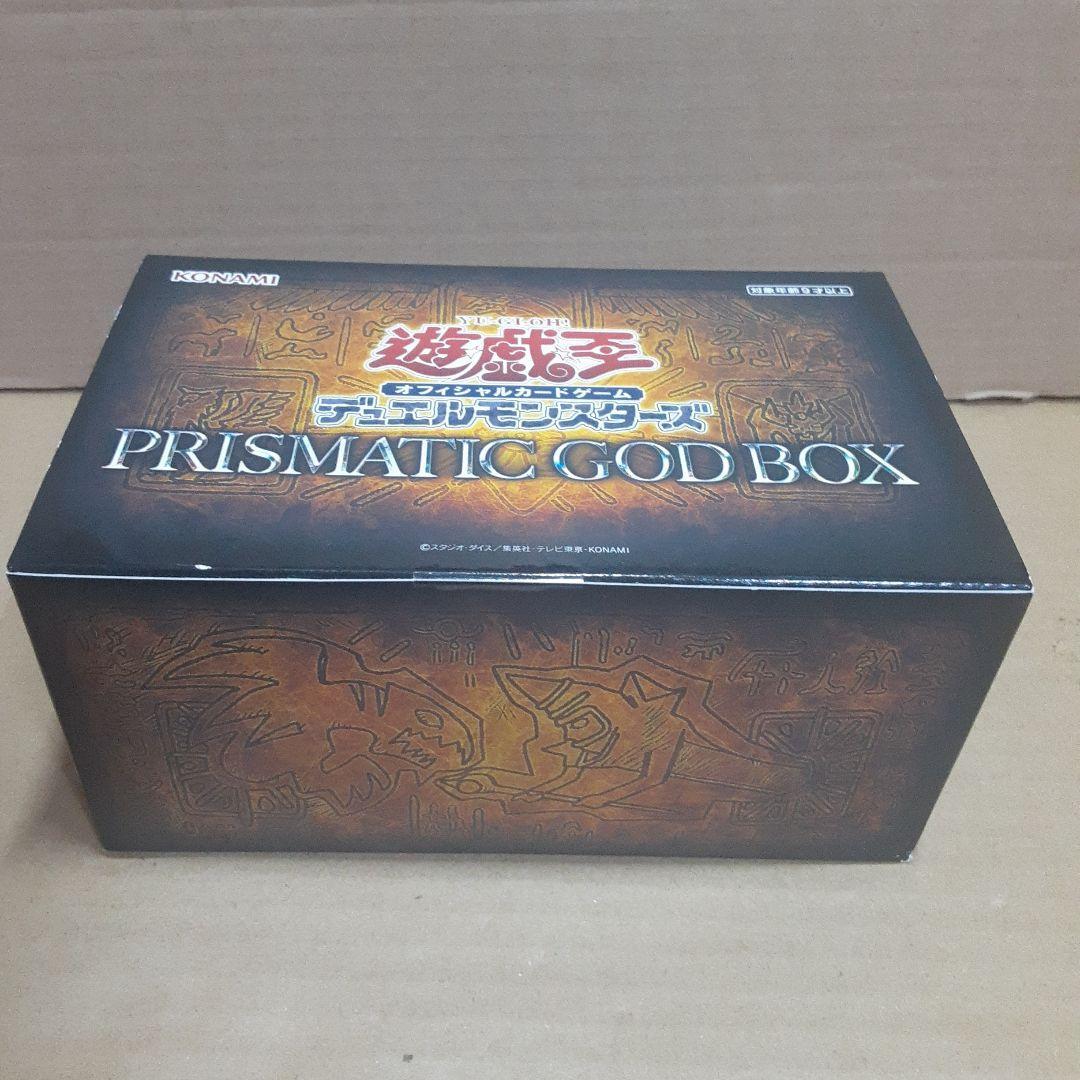 KONAMI
対象年齢9才以上
YU-GI-OH!
遊戯王
オフィシャルカードゲーム
デュエルモンスターズ
PRISMATIC GOD BOX
©スタジオ・ダイス/集英社・テレビ東京・KONAMI